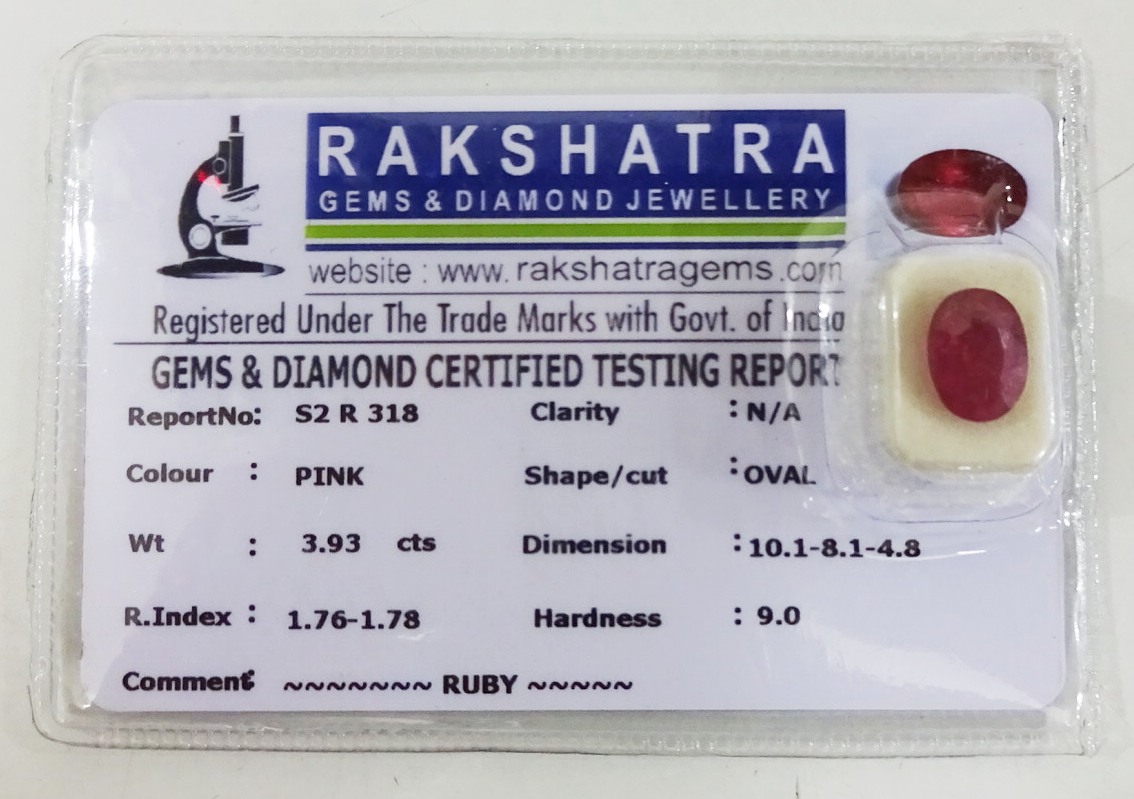 RAKSHATRA
GEMS & DIAMOND JEWELLERY
website : www. rakshatragems .com
Registered Under The Trade Marks with Govt. of India
GEMS & DIAMOND CERTIFIED TESTING REPORT
ReportNo: S2 R 318 Clarity : N/A
Colour : PINK Shape/cut : OVAL
Wt : 3.93 cts Dimension : 10.1-8.1-4.8
R.Index : 1.76-1.78 Hardness : 9.0
Comment: ~~~~~~~ RUBY ~~~~~